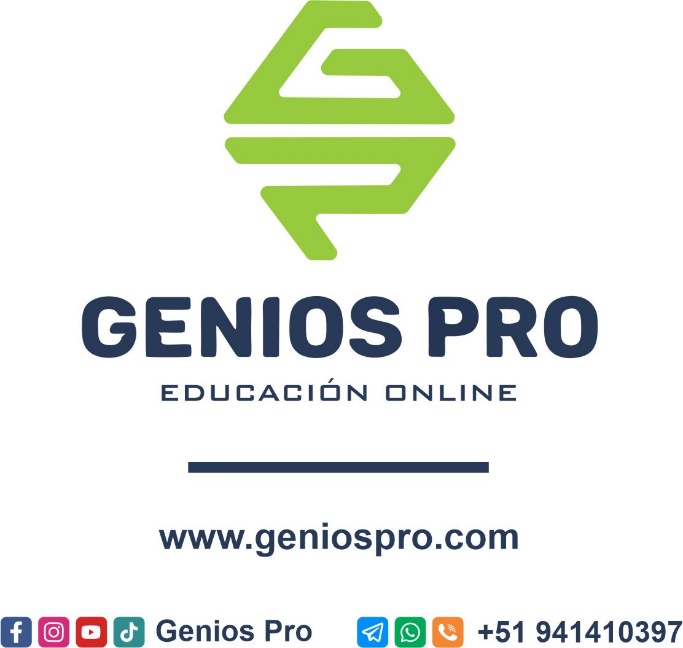 GENIOS PRO
EDUCACIÓN ONLINE
www.geniospro.com
Genios Pro +51 941410397